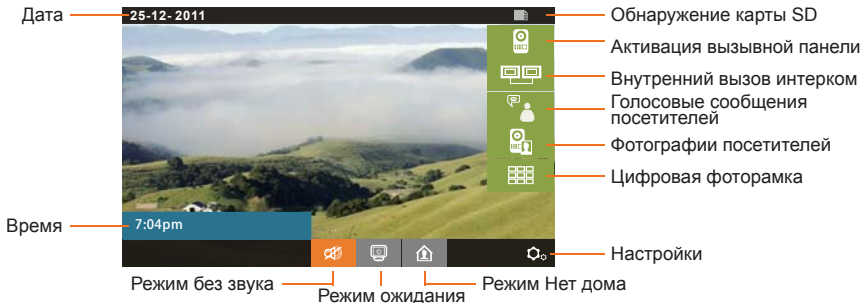 Дата
25-12- 2011
Обнаружение карты SD
Активация вызывной панели
Внутренний вызов интерком
Голосовые сообщения
посетителей
Фотографии посетителей
Цифровая фоторамка
Время
7:04pm
Настройки
Режим без звука
Режим ожидания
Режим Нет дома